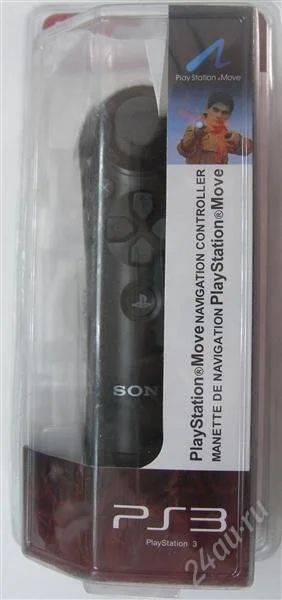 PlayStation®Move
PlayStation®Move NAVIGATION CONTROLLER
MANETTE DE NAVIGATION PlayStation®Move
SONY
PS3
PlayStation 3
24au.ru